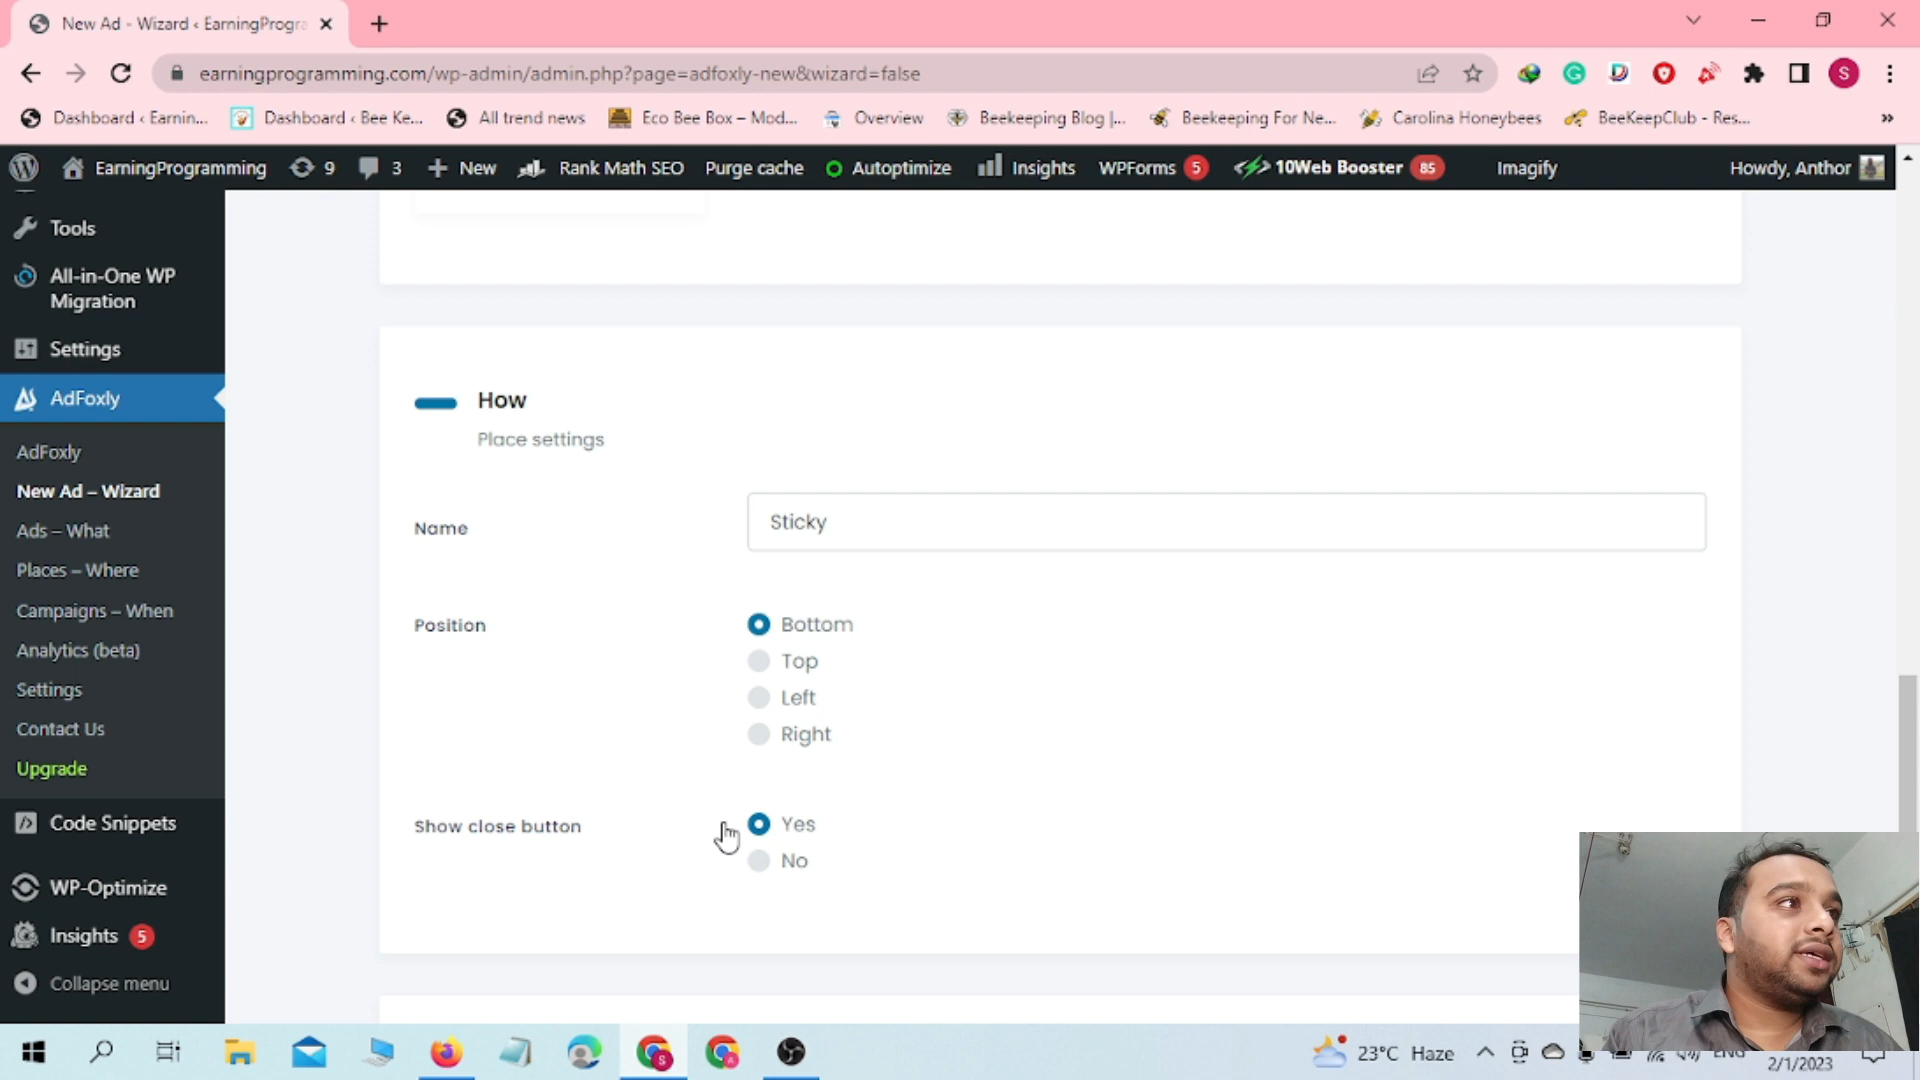 New Ad - Wizard ‹ EarningProgra
earningprogramming.com/wp-admin/admin.php?page=adfoxly-new&wizard=false
S
Dashboard ‹ Earnin...
Dashboard ‹ Bee Ke...
All trend news
Eco Bee Box – Mod...
Overview
Beekeeping Blog |...
Beekeeping For Ne...
Carolina Honeybees
BeeKeepClub - Res...
»
EarningProgramming
9
3
New
Rank Math SEO
Purge cache
Autoptimize
Insights
WPForms 5
10Web Booster 85
Imagify
Howdy, Anthor
Tools
All-in-One WP
Migration
Settings
AdFoxly
AdFoxly
New Ad – Wizard
Ads – What
Places – Where
Campaigns – When
Analytics (beta)
Settings
Contact Us
Upgrade
Code Snippets
WP-Optimize
Insights 5
Collapse menu
How
Place settings
Name
Sticky
Position
Bottom
Top
Left
Right
Show close button
Yes
No
23°C Haze
ENG
2/1/2023